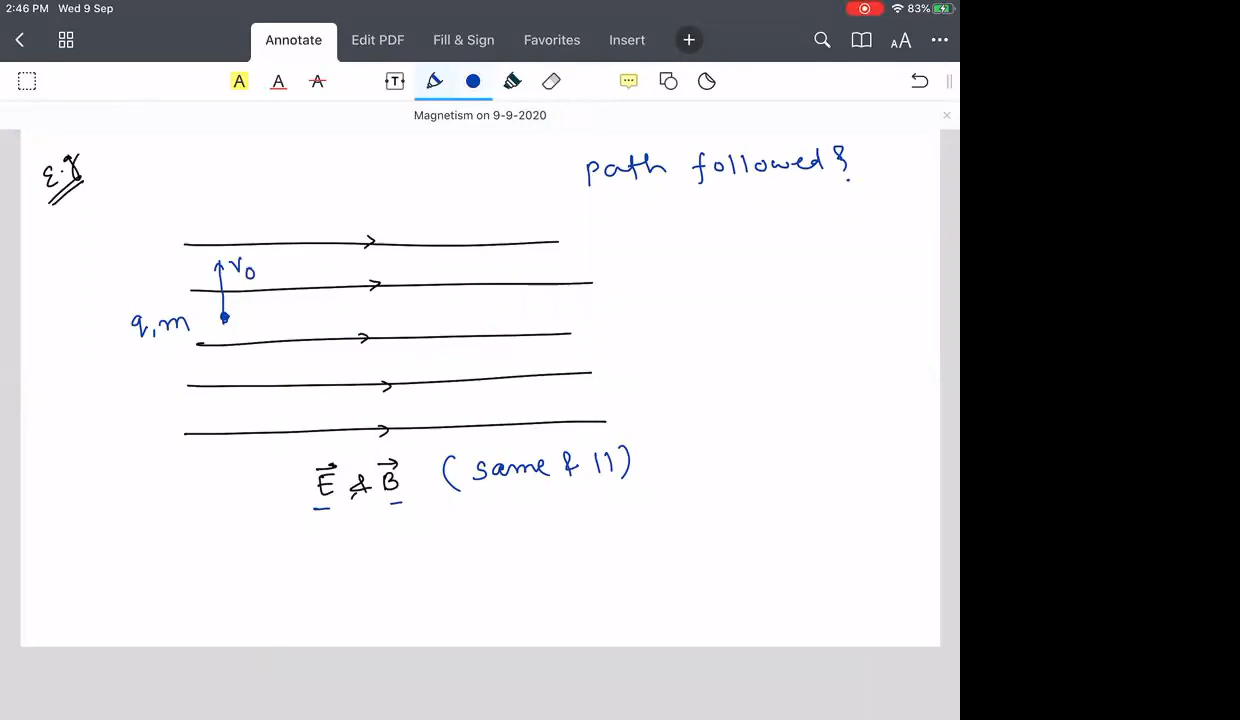 2:46 PM Wed 9 Sep
83%
Annotate Edit PDF Fill & Sign Favorites Insert
A A A T AA
Magnetism on 9-9-2020
E.g path followed?
v0
q,m
E & B (same & ||)